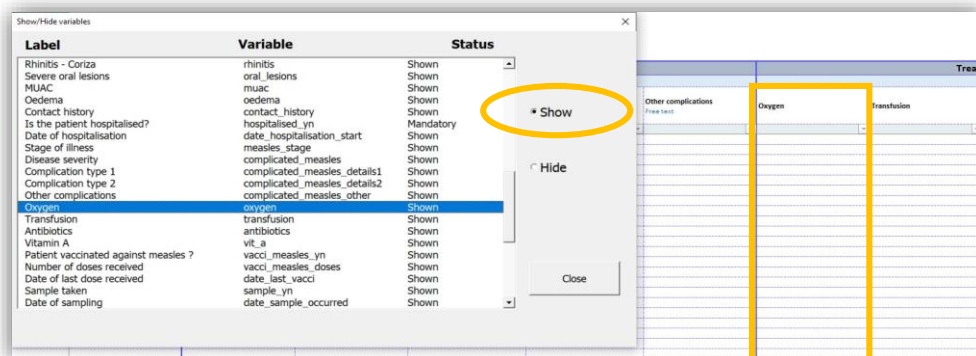 Show/Hide variables
Label Variable Status
Rhinitis - Coriza rhinitis Shown
Severe oral lesions oral_lesions Shown
MUAC muac Shown
Oedema oedema Shown
Contact history contact_history Shown
Is the patient hospitalised? hospitalised_yn Mandatory
Date of hospitalisation date_hospitalisation_start Shown
Stage of illness measles_stage Shown
Disease severity complicated_measles Shown
Complication type 1 complicated_measles_details1 Shown
Complication type 2 complicated_measles_details2 Shown
Other complications complicated_measles_other Shown
Oxygen oxygen Shown
Transfusion transfusion Shown
Antibiotics antibiotics Shown
Vitamin A vit_a Shown
Patient vaccinated against measles ? vacci_measles_yn Shown
Number of doses received vacci_measles_doses Shown
Date of last dose received date_last_vacci Shown
Sample taken sample_yn Shown
Date of sampling date_sample_occurred Shown
Show
Hide
Close
Trea
Other complications
Free text
Oxygen
Transfusion